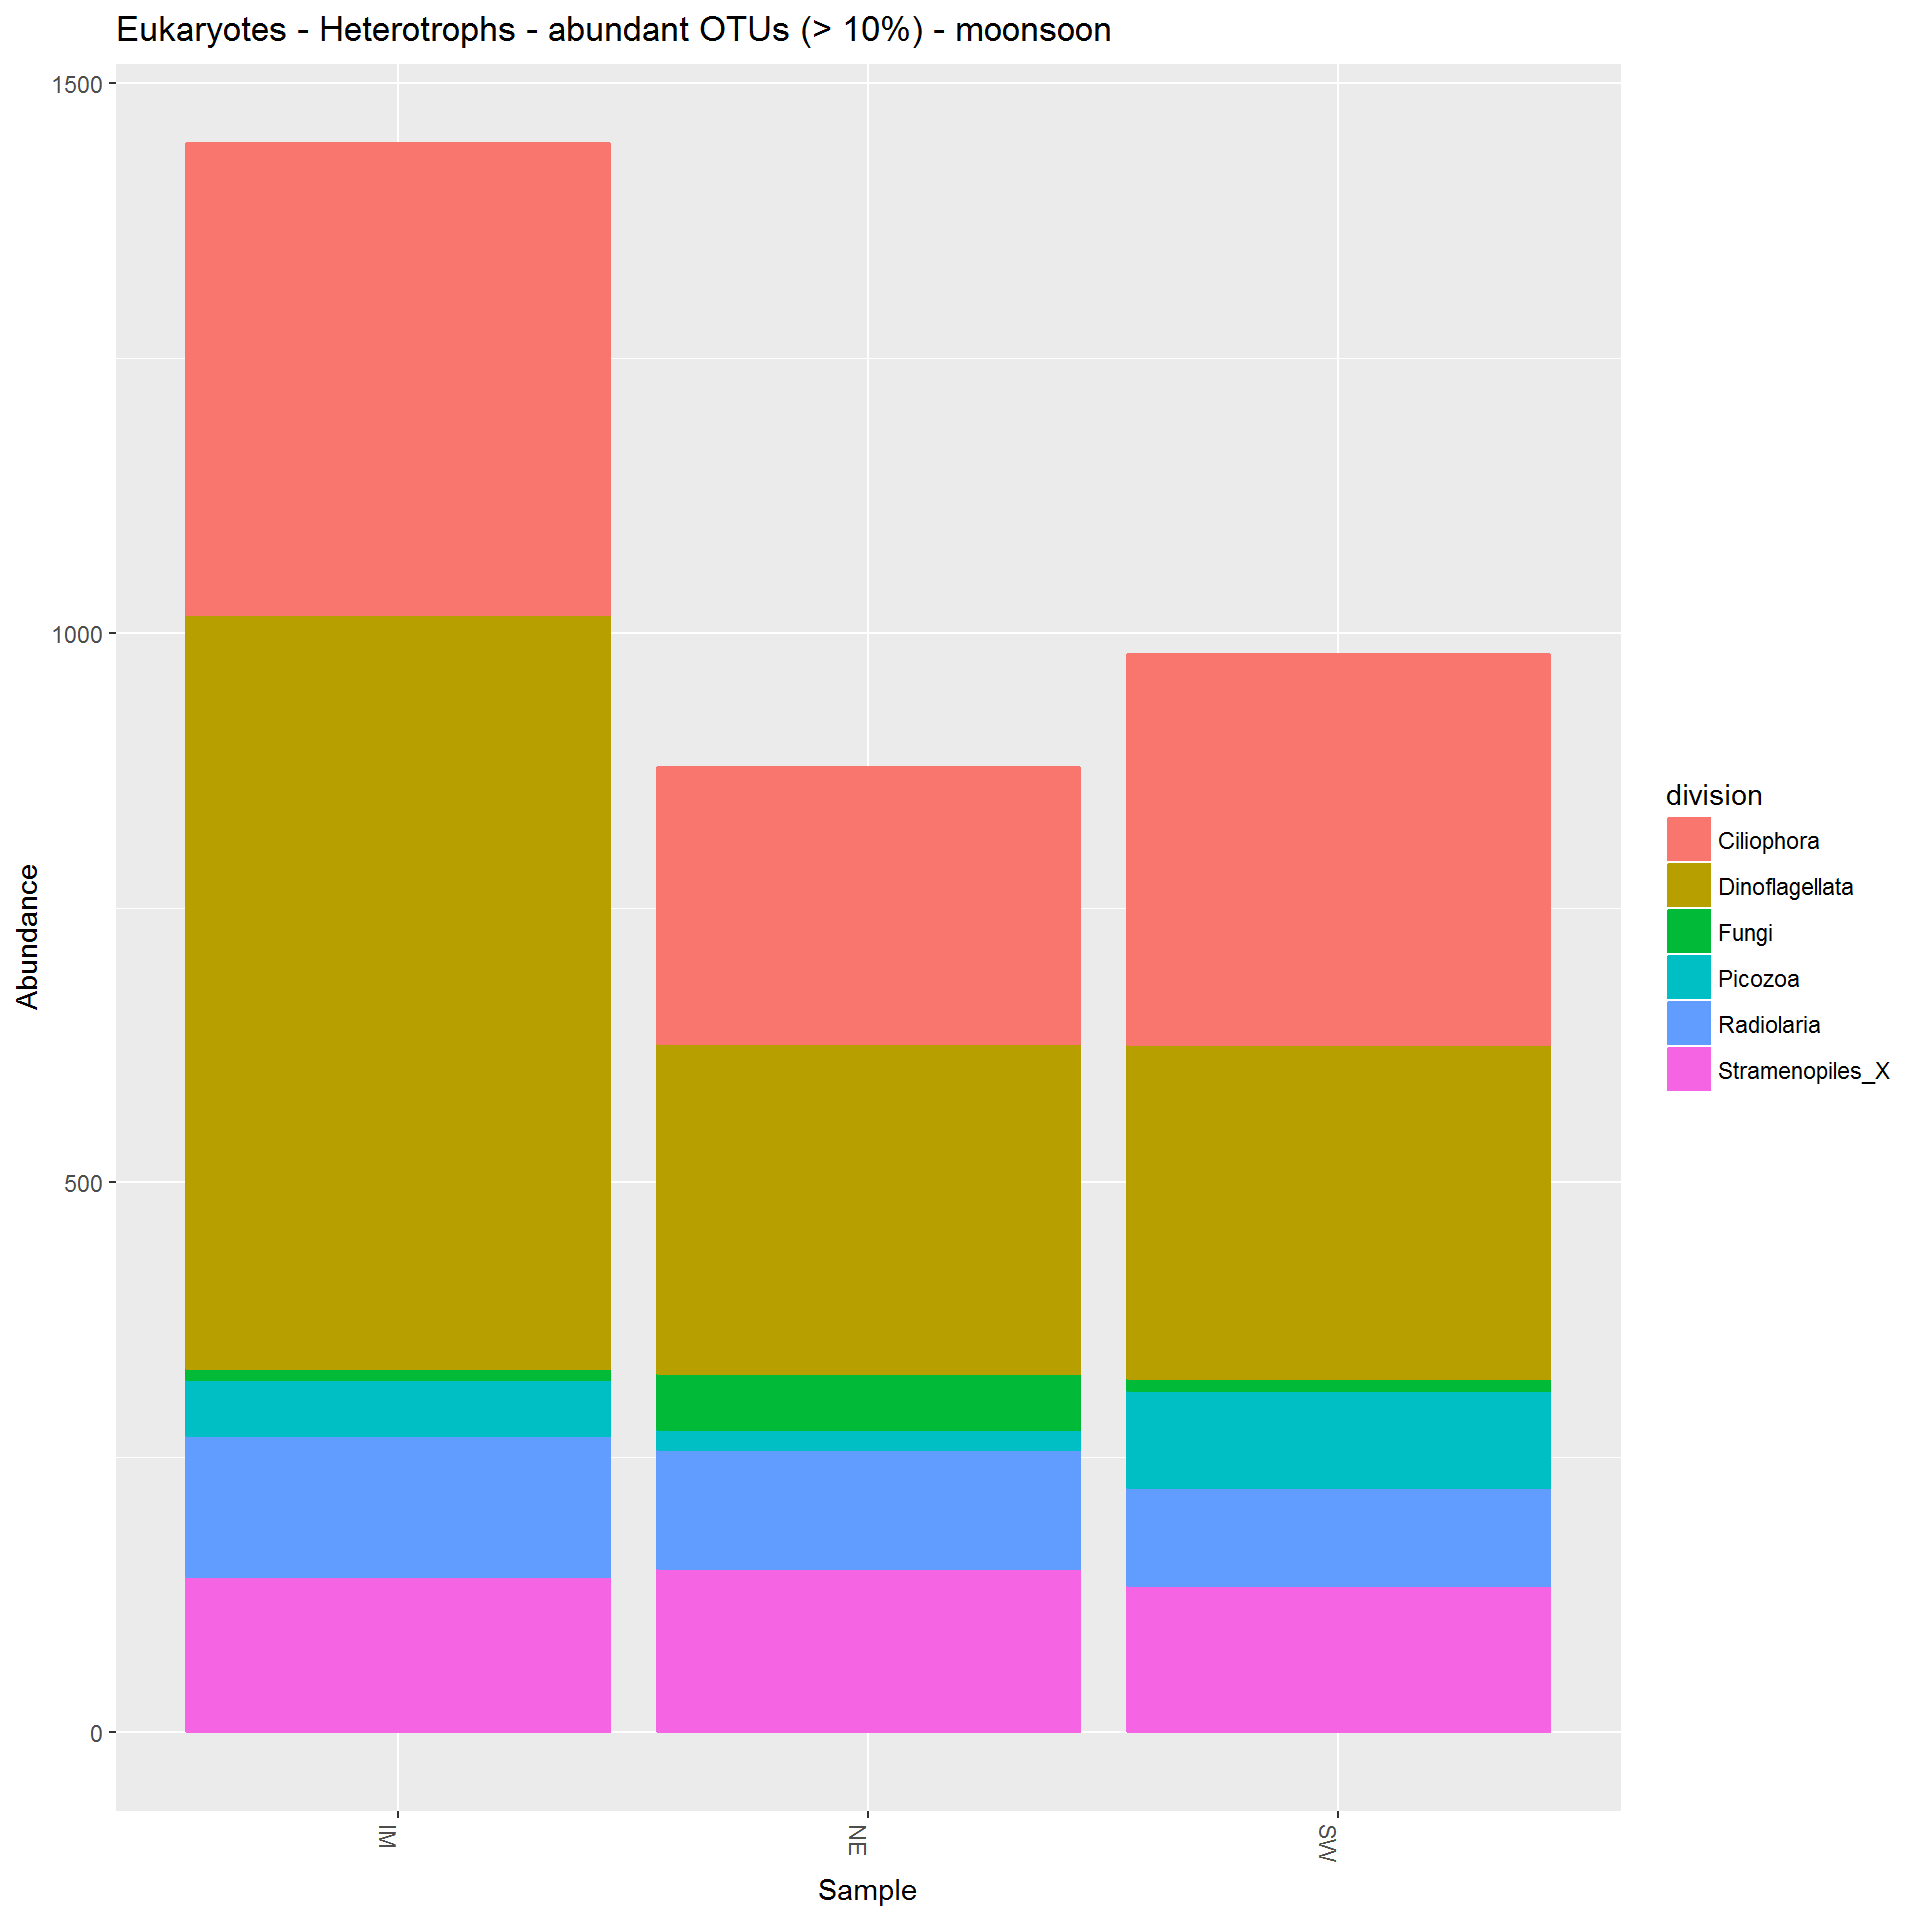 Eukaryotes - Heterotrophs - abundant OTUs (> 10%) - moonsoon
1500
1000
500
0
Abundance
IM
NE
SW
Sample
division
Ciliophora
Dinoflagellata
Fungi
Picozoa
Radiolaria
Stramenopiles_X